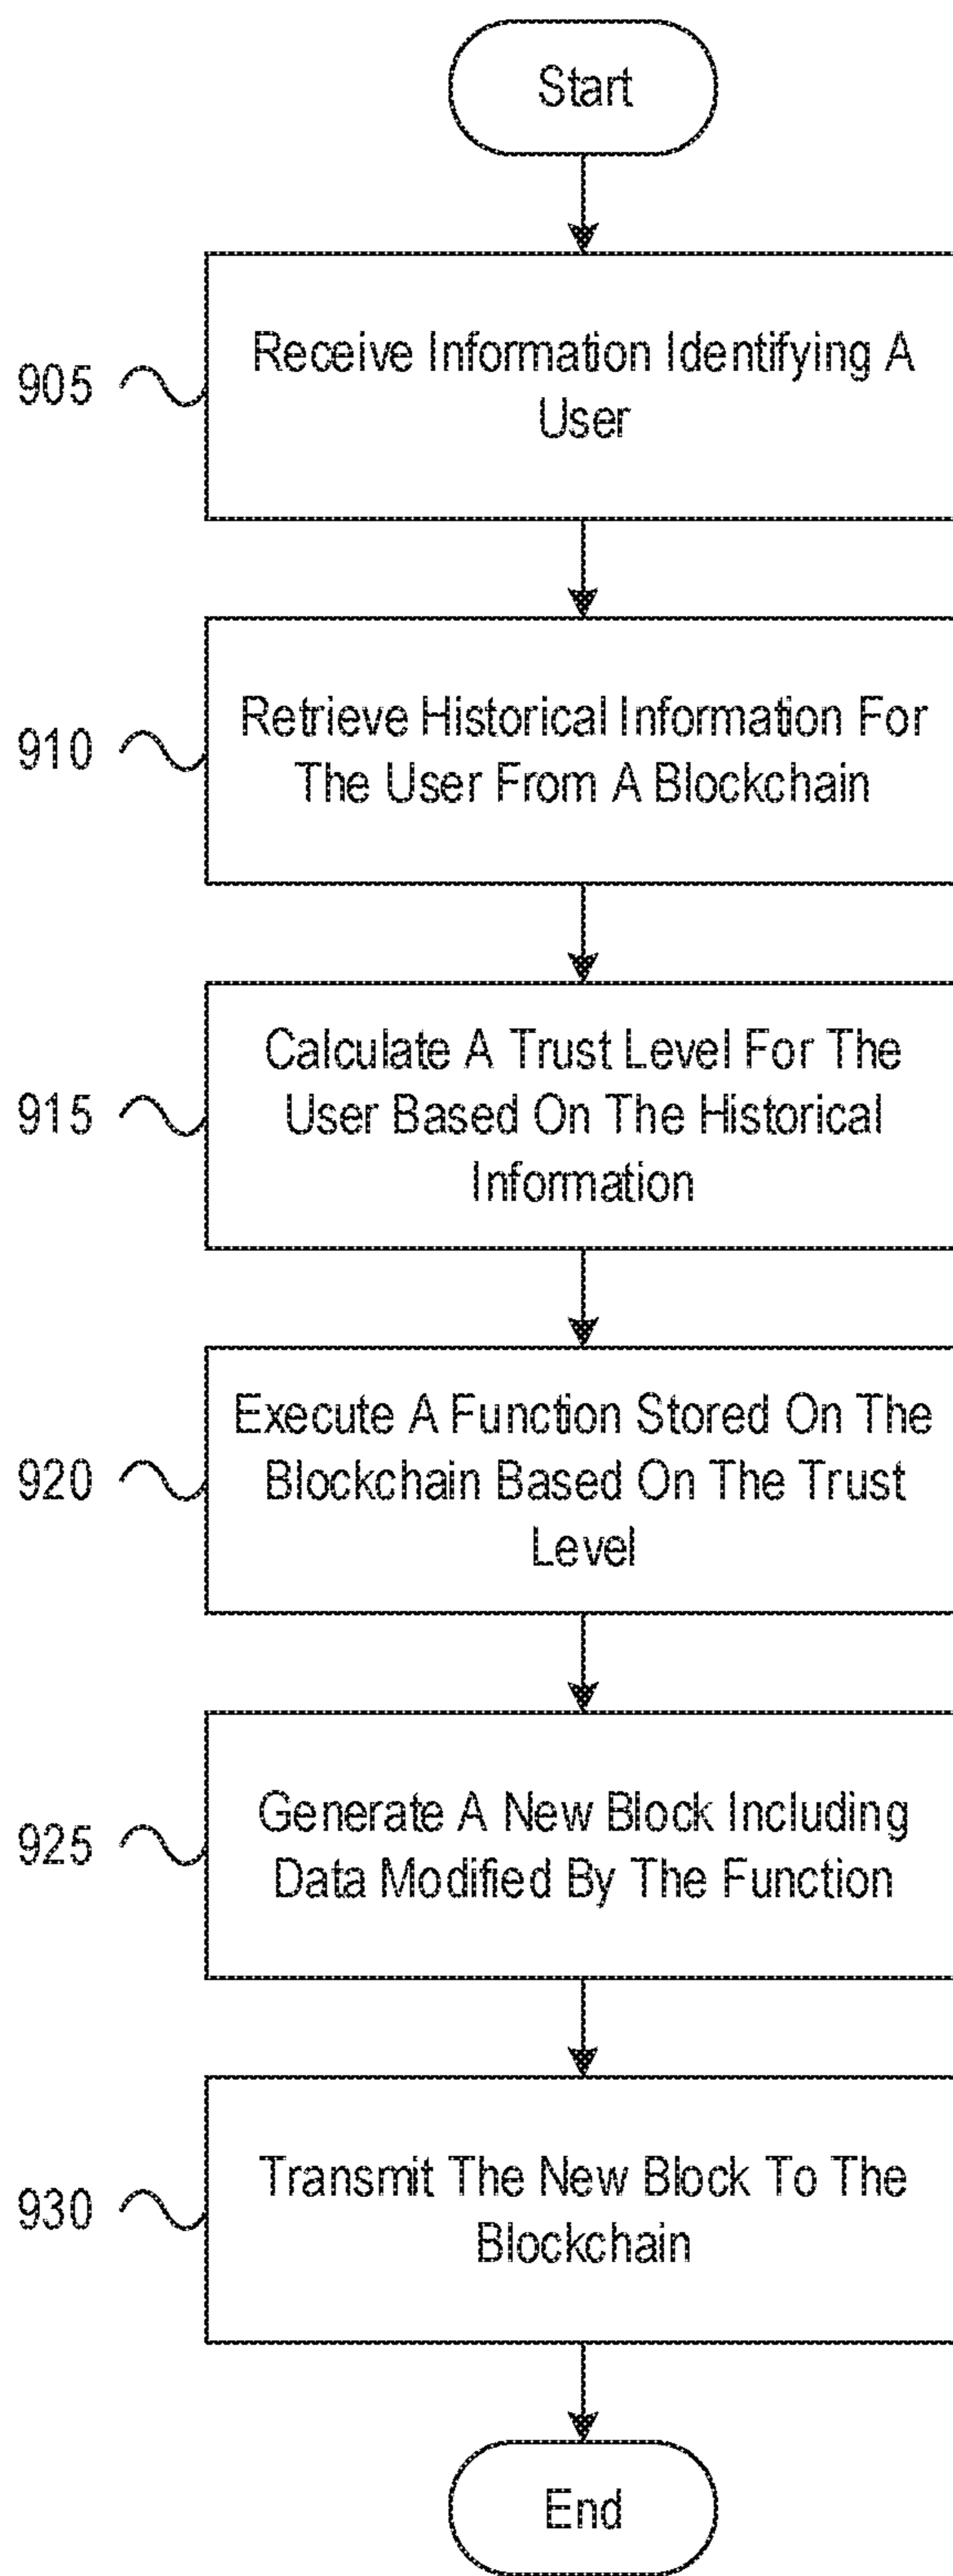 Start
905
Receive Information Identifying A
User
910
Retrieve Historical Information For
The User From A Blockchain
915
Calculate A Trust Level For The
User Based On The Historical
Information
920
Execute A Function Stored On The
Blockchain Based On The Trust
Level
925
Generate A New Block Including
Data Modified By The Function
930
Transmit The New Block To The
Blockchain
End